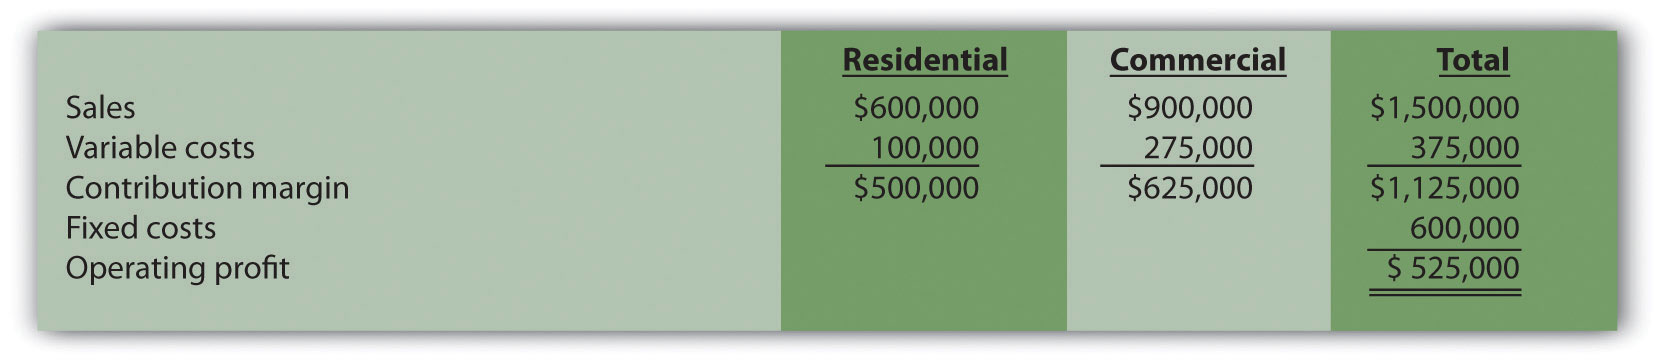 Residential Commercial Total
Sales $600,000 $900,000 $1,500,000
Variable costs 100,000 275,000 375,000
Contribution margin $500,000 $625,000 $1,125,000
Fixed costs 600,000
Operating profit $ 525,000